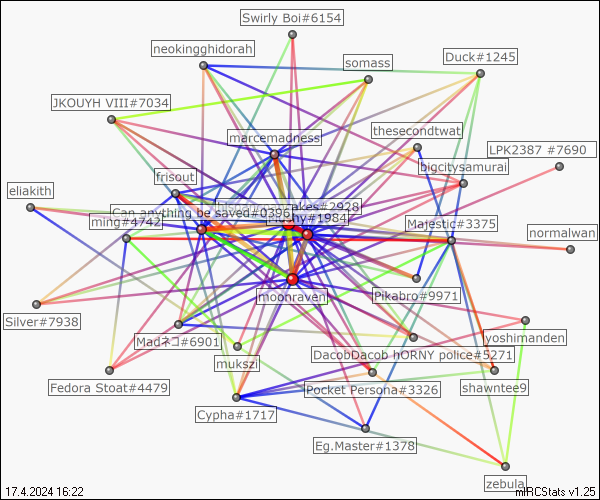 Swirly Boi#6154
neokingghidorah
Duck#1245
somass
JKOUYH VIII#7034
thesecondtwat
marcemadness
LPK2387 #7690
bigcitysamurai
frisout
eliakith
cakes#2928
Can anything be saved#0396
#1984
ming#4742
Majestic#3375
normalwan
moonraven
Pikabro#9971
Silver#7938
yoshimanden
Madネコ#6901
DacobDacob hORNY police#5271
mukszi
Fedora Stoat#4479
Pocket Persona#3326
shawntee9
Cypha#1717
Eg.Master#1378
zebula
17.4.2024 16:22
mIRCStats v1.25